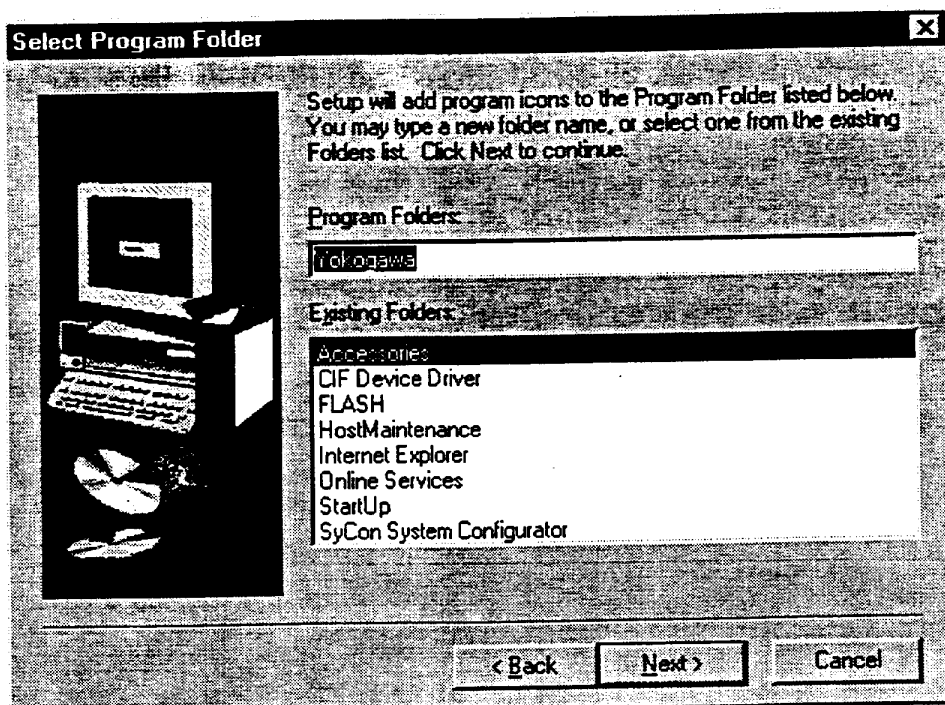 Select Program Folder
Setup will add program icons to the Program Folder listed below.
You may type a new folder name, or select one from the existing
Folders list. Click Next to continue.
Program Folders:
Yokogawa
Existing Folders:
Accessories
CIF Device Driver
FLASH
HostMaintenance
Internet Explorer
Online Services
StartUp
SyCon System Configurator
< Back
Next >
Cancel